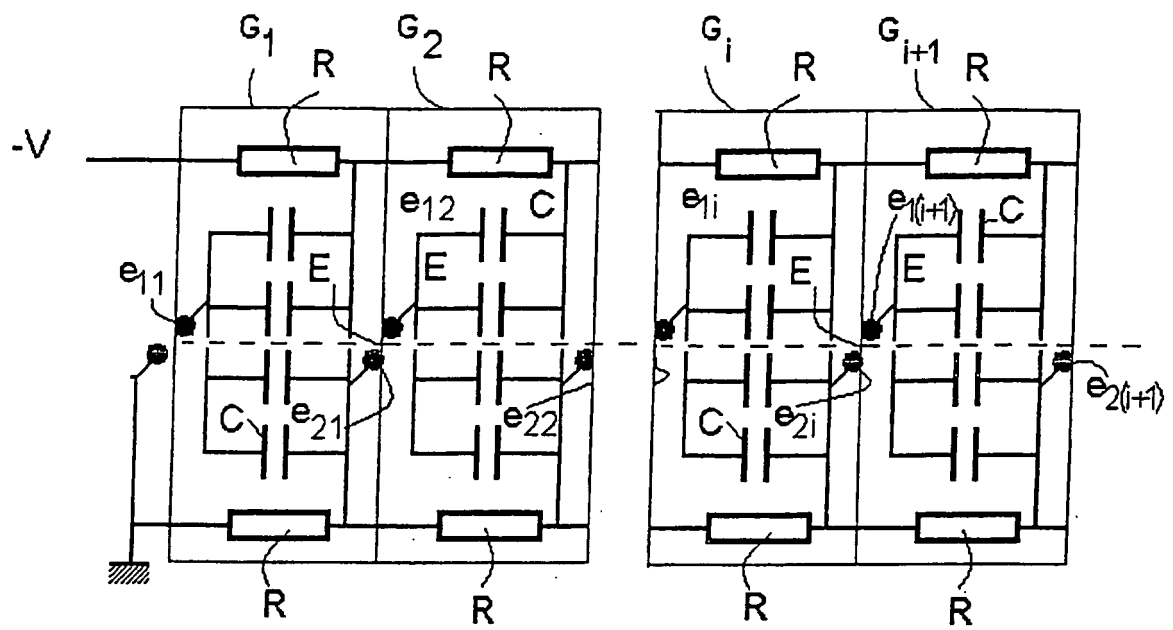 G1 G2 Gi Gi+1
R R R R
-V
e12 C e1i e1(i+1) C
e11 E E E E
C e21 e22 C e2i e2(i+1)
R R R R